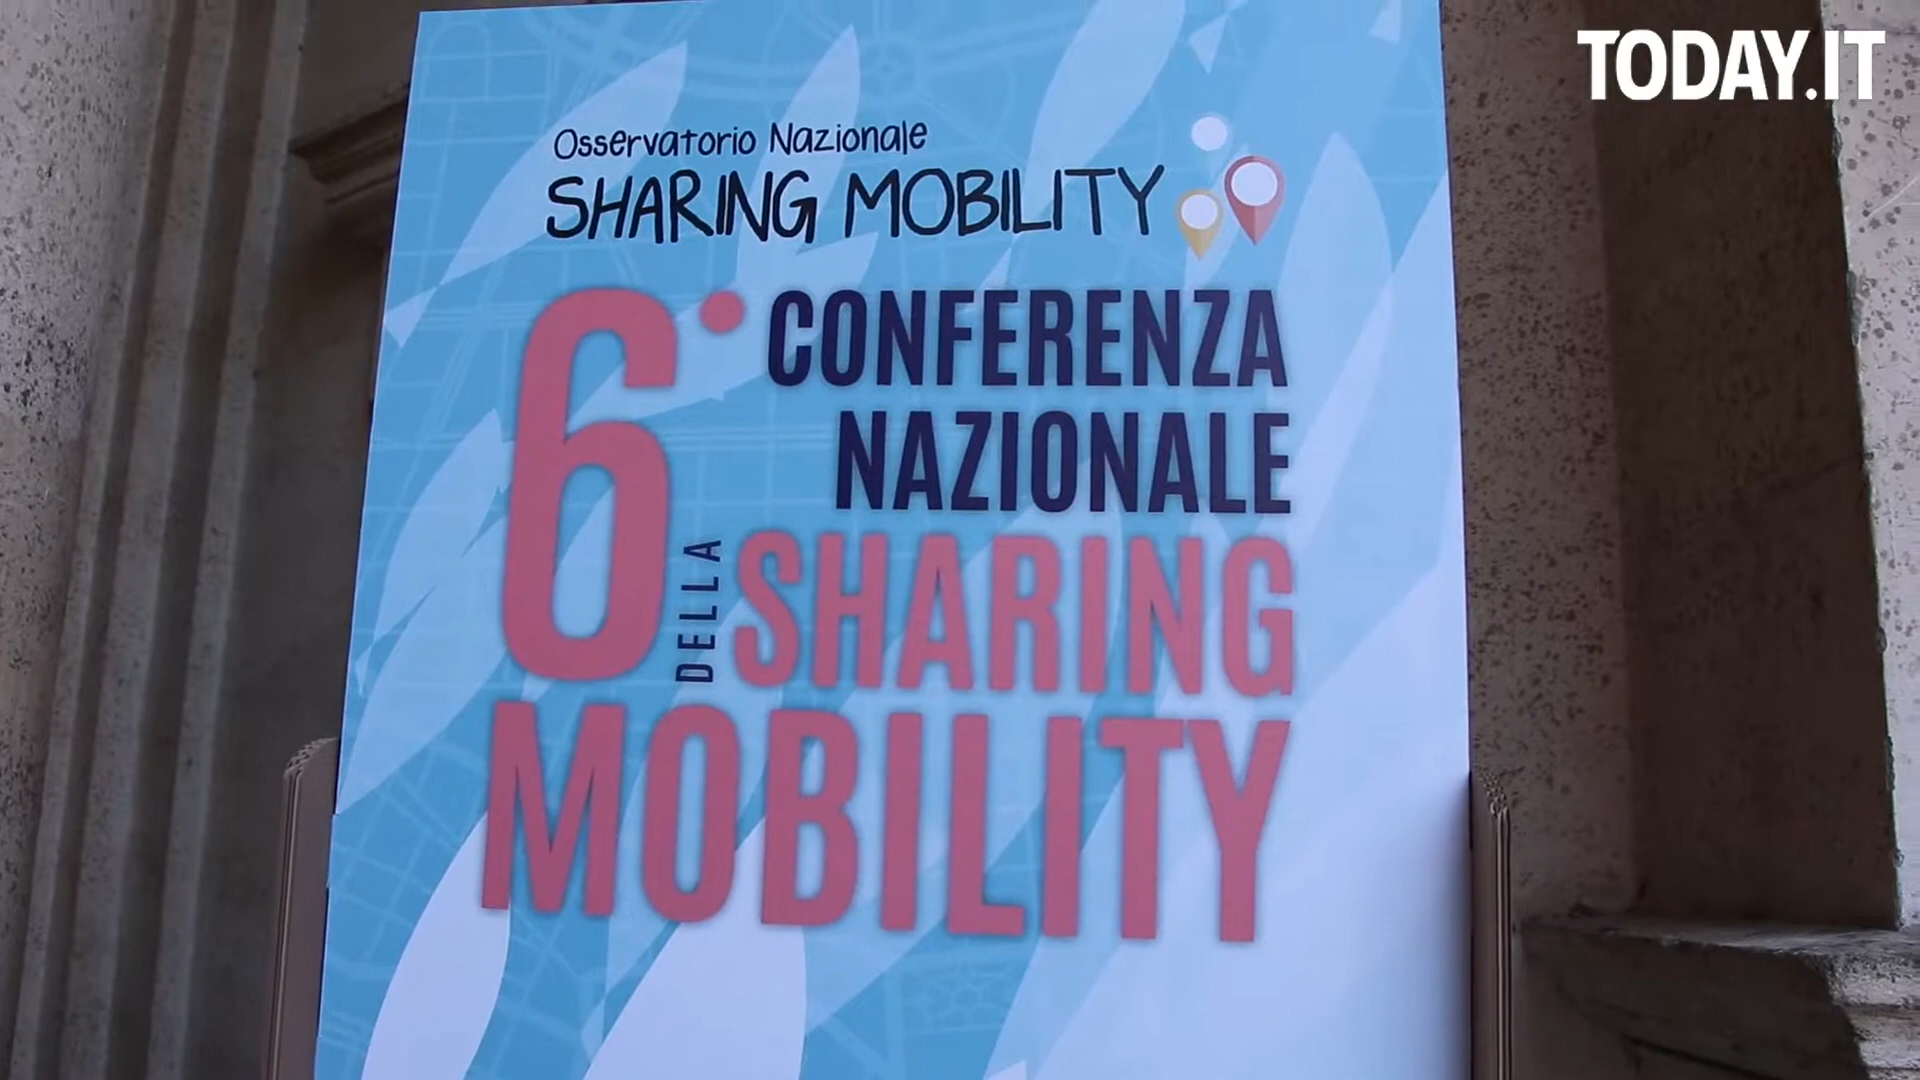 TODAY.IT
Osservatorio Nazionale
SHARING MOBILITY
6° CONFERENZA
NAZIONALE
DELLA SHARING
MOBILITY